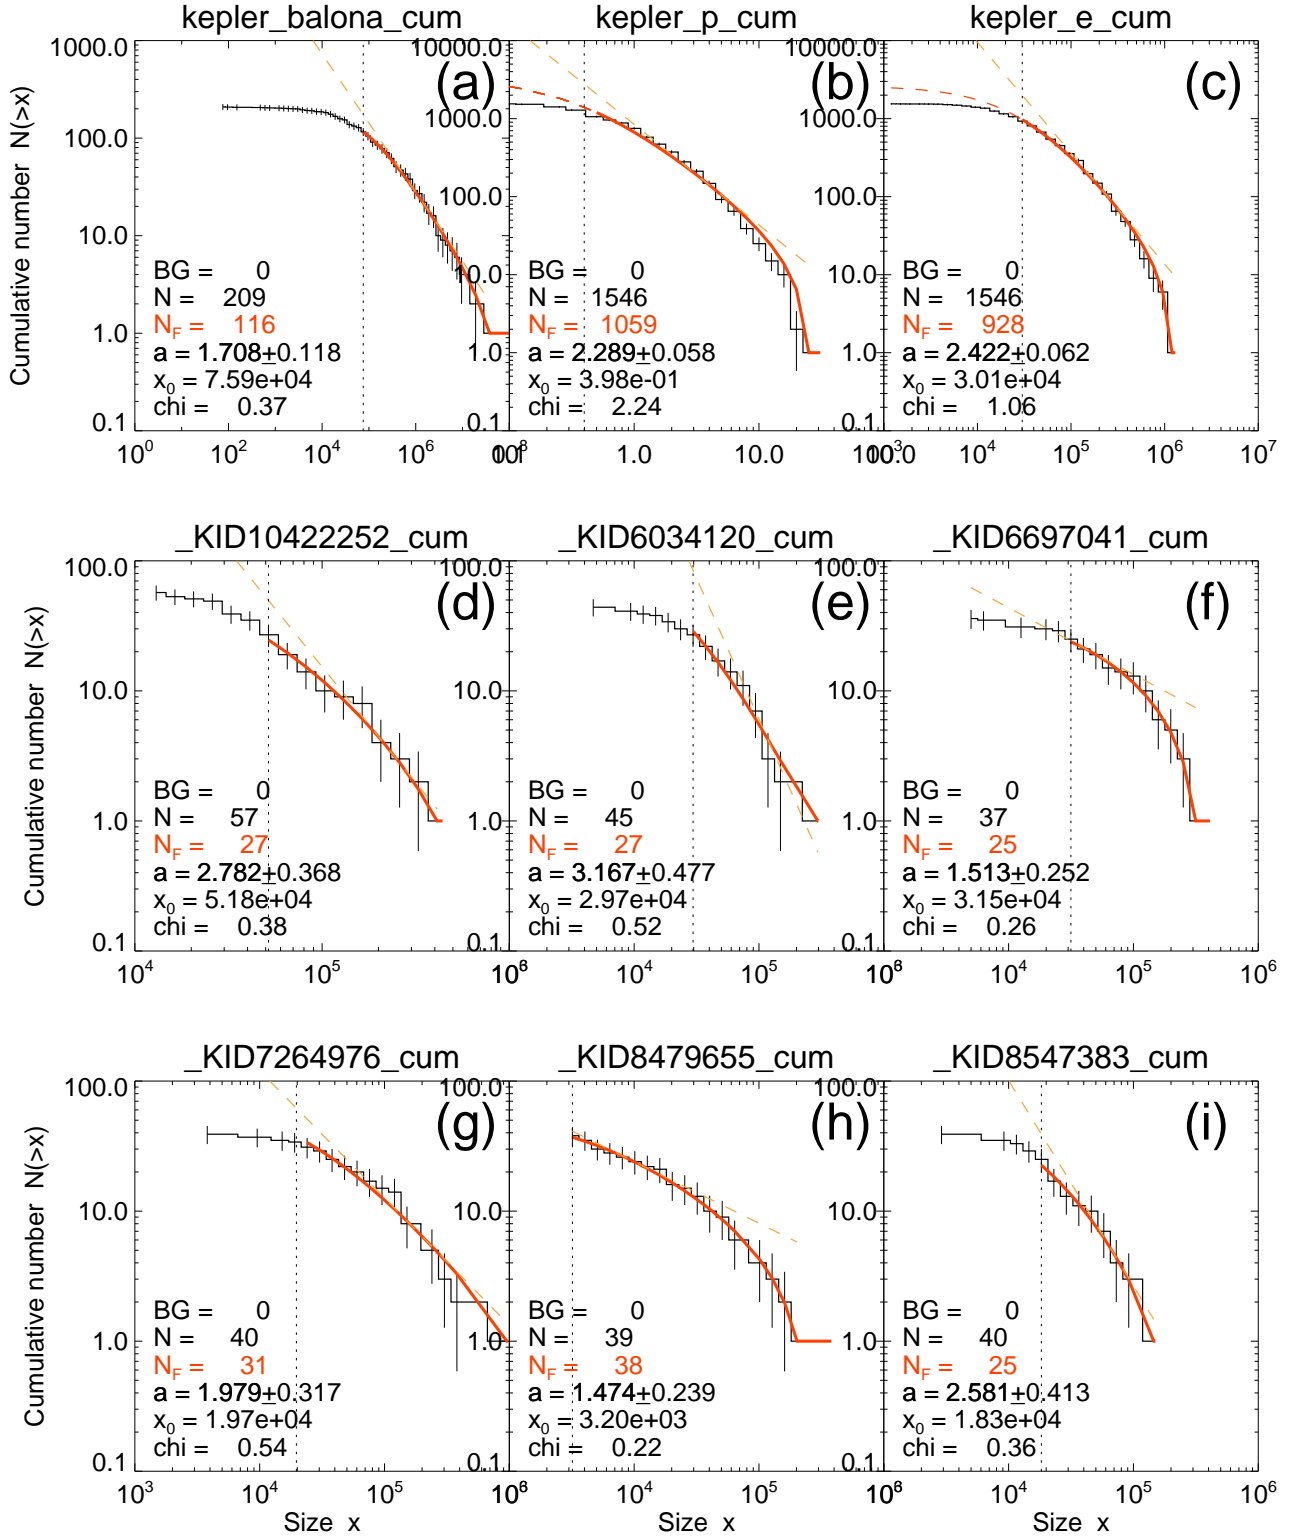 kepler_balona_cum
(a)
Cumulative number N(>x)
1000.0
100.0
10.0
1.0
0.1
BG = 0
N = 209
N_F = 116
a = 1.708±0.118
x_0 = 7.59e+04
chi = 0.37
10^0 10^2 10^4 10^6
kepler_p_cum
(b)
10000.0
1000.0
100.0
10.0
1.0
0.1
BG = 0
N = 1546
N_F = 1059
a = 2.289±0.058
x_0 = 3.98e-01
chi = 2.24
1.0 10.0
kepler_e_cum
(c)
10000.0
1000.0
100.0
10.0
1.0
0.1
BG = 0
N = 1546
N_F = 928
a = 2.422±0.062
x_0 = 3.01e+04
chi = 1.06
10^4 10^5 10^6 10^7
_KID10422252_cum
(d)
Cumulative number N(>x)
100.0
10.0
1.0
0.1
BG = 0
N = 57
N_F = 27
a = 2.782±0.368
x_0 = 5.18e+04
chi = 0.38
10^4 10^5
_KID6034120_cum
(e)
100.0
10.0
1.0
0.1
BG = 0
N = 45
N_F = 27
a = 3.167±0.477
x_0 = 2.97e+04
chi = 0.52
10^4 10^5
_KID6697041_cum
(f)
100.0
10.0
1.0
0.1
BG = 0
N = 37
N_F = 25
a = 1.513±0.252
x_0 = 3.15e+04
chi = 0.26
10^4 10^5 10^6
_KID7264976_cum
(g)
Cumulative number N(>x)
100.0
10.0
1.0
0.1
BG = 0
N = 40
N_F = 31
a = 1.979±0.317
x_0 = 1.97e+04
chi = 0.54
10^3 10^4 10^5
Size x
_KID8479655_cum
(h)
100.0
10.0
1.0
0.1
BG = 0
N = 39
N_F = 38
a = 1.474±0.239
x_0 = 3.20e+03
chi = 0.22
10^4 10^5
Size x
_KID8547383_cum
(i)
100.0
10.0
1.0
0.1
BG = 0
N = 40
N_F = 25
a = 2.581±0.413
x_0 = 1.83e+04
chi = 0.36
10^4 10^5 10^6
Size x